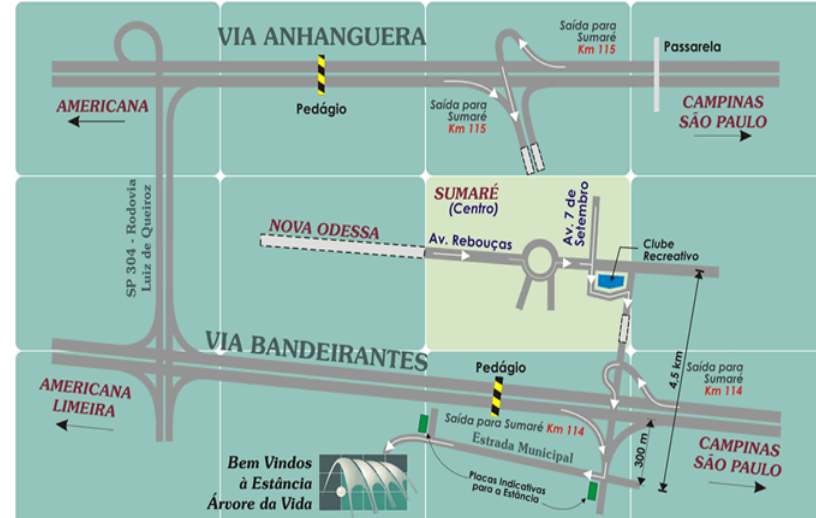 VIA ANHANGUERA
Saída para
Sumaré
Km 115
Passarela
AMERICANA
Pedágio
Saída para
Sumaré
Km 115
CAMPINAS
SÃO PAULO
SP 304 - Rodovia
Luiz de Queiroz
SUMARÉ
(Centro)
Av. 7 de
Setembro
NOVA ODESSA
Av. Rebouças
Clube
Recreativo
VIA BANDEIRANTES
Pedágio
4.5 km
Saída para
Sumaré
Km 114
AMERICANA
LIMEIRA
Saída para Sumaré Km 114
Estrada Municipal
300 m
CAMPINAS
SÃO PAULO
Bem Vindos
à Estância
Árvore da Vida
Placas Indicativas
para a Estância